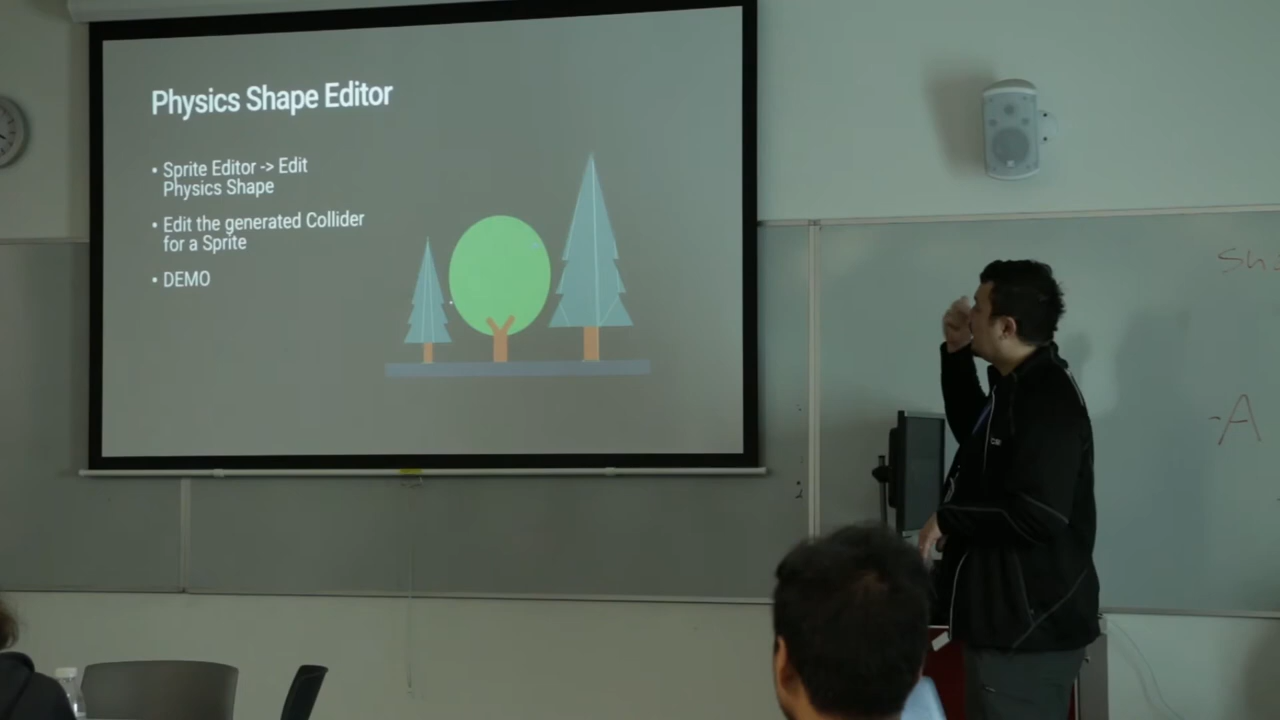 Physics Shape Editor
• Sprite Editor -> Edit
Physics Shape
• Edit the generated Collider
for a Sprite
• DEMO
-A